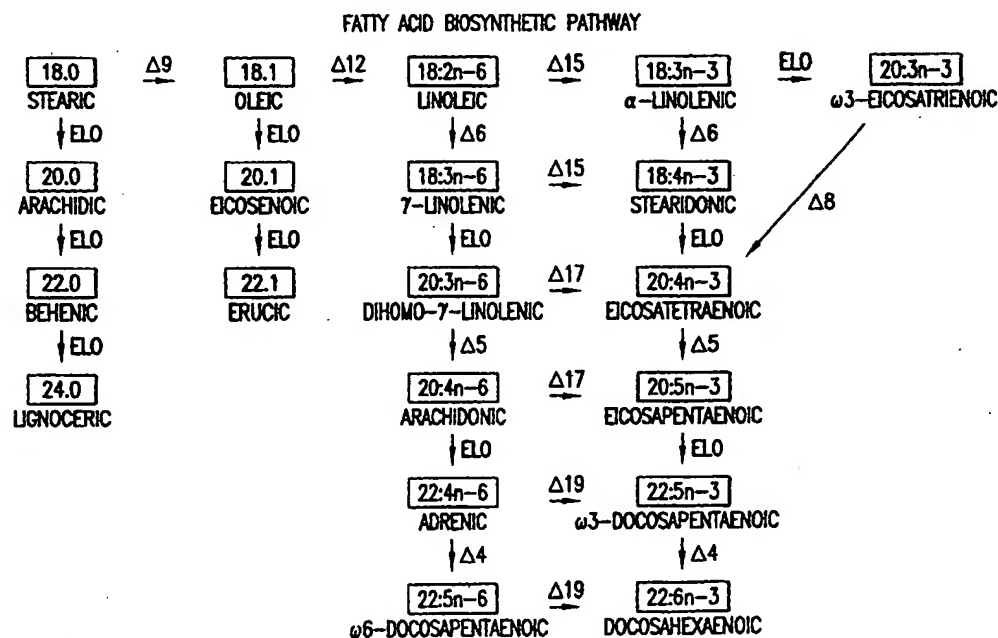 FATTY ACID BIOSYNTHETIC PATHWAY
18.0 Δ9 18.1 Δ12 18:2n-6 Δ15 18:3n-3 ELO 20:3n-3
STEARIC OLEIC LINOLEIC α-LINOLENIC ω3-EICOSATRIENOIC
ELO ELO Δ6 Δ6
20.0 20.1 18:3n-6 Δ15 18:4n-3
ARACHIDIC EICOSENOIC γ-LINOLENIC STEARIDONIC Δ8
ELO ELO ELO ELO
22.0 22.1 20:3n-6 Δ17 20:4n-3
BEHENIC ERUCIC DIHOMO-γ-LINOLENIC EICOSATETRAENOIC
ELO Δ5 Δ5
24.0 20:4n-6 Δ17 20:5n-3
LIGNOCERIC ARACHIDONIC EICOSAPENTAENOIC
ELO ELO
22:4n-6 Δ19 22:5n-3
ADRENIC ω3-DOCOSAPENTAENOIC
Δ4 Δ4
22:5n-6 Δ19 22:6n-3
ω6-DOCOSAPENTAENOIC DOCOSAHEXAENOIC